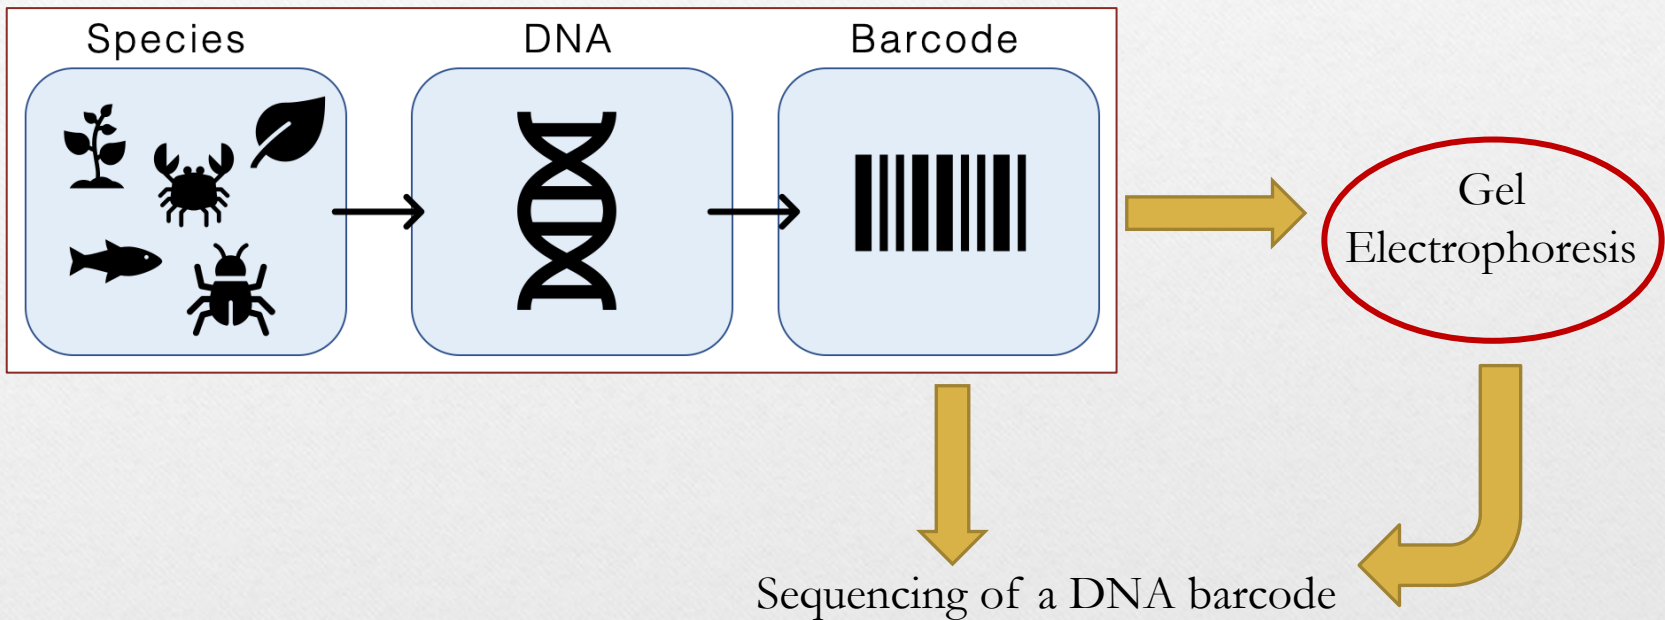 Species
DNA
Barcode
Gel
Electrophoresis
Sequencing of a DNA barcode